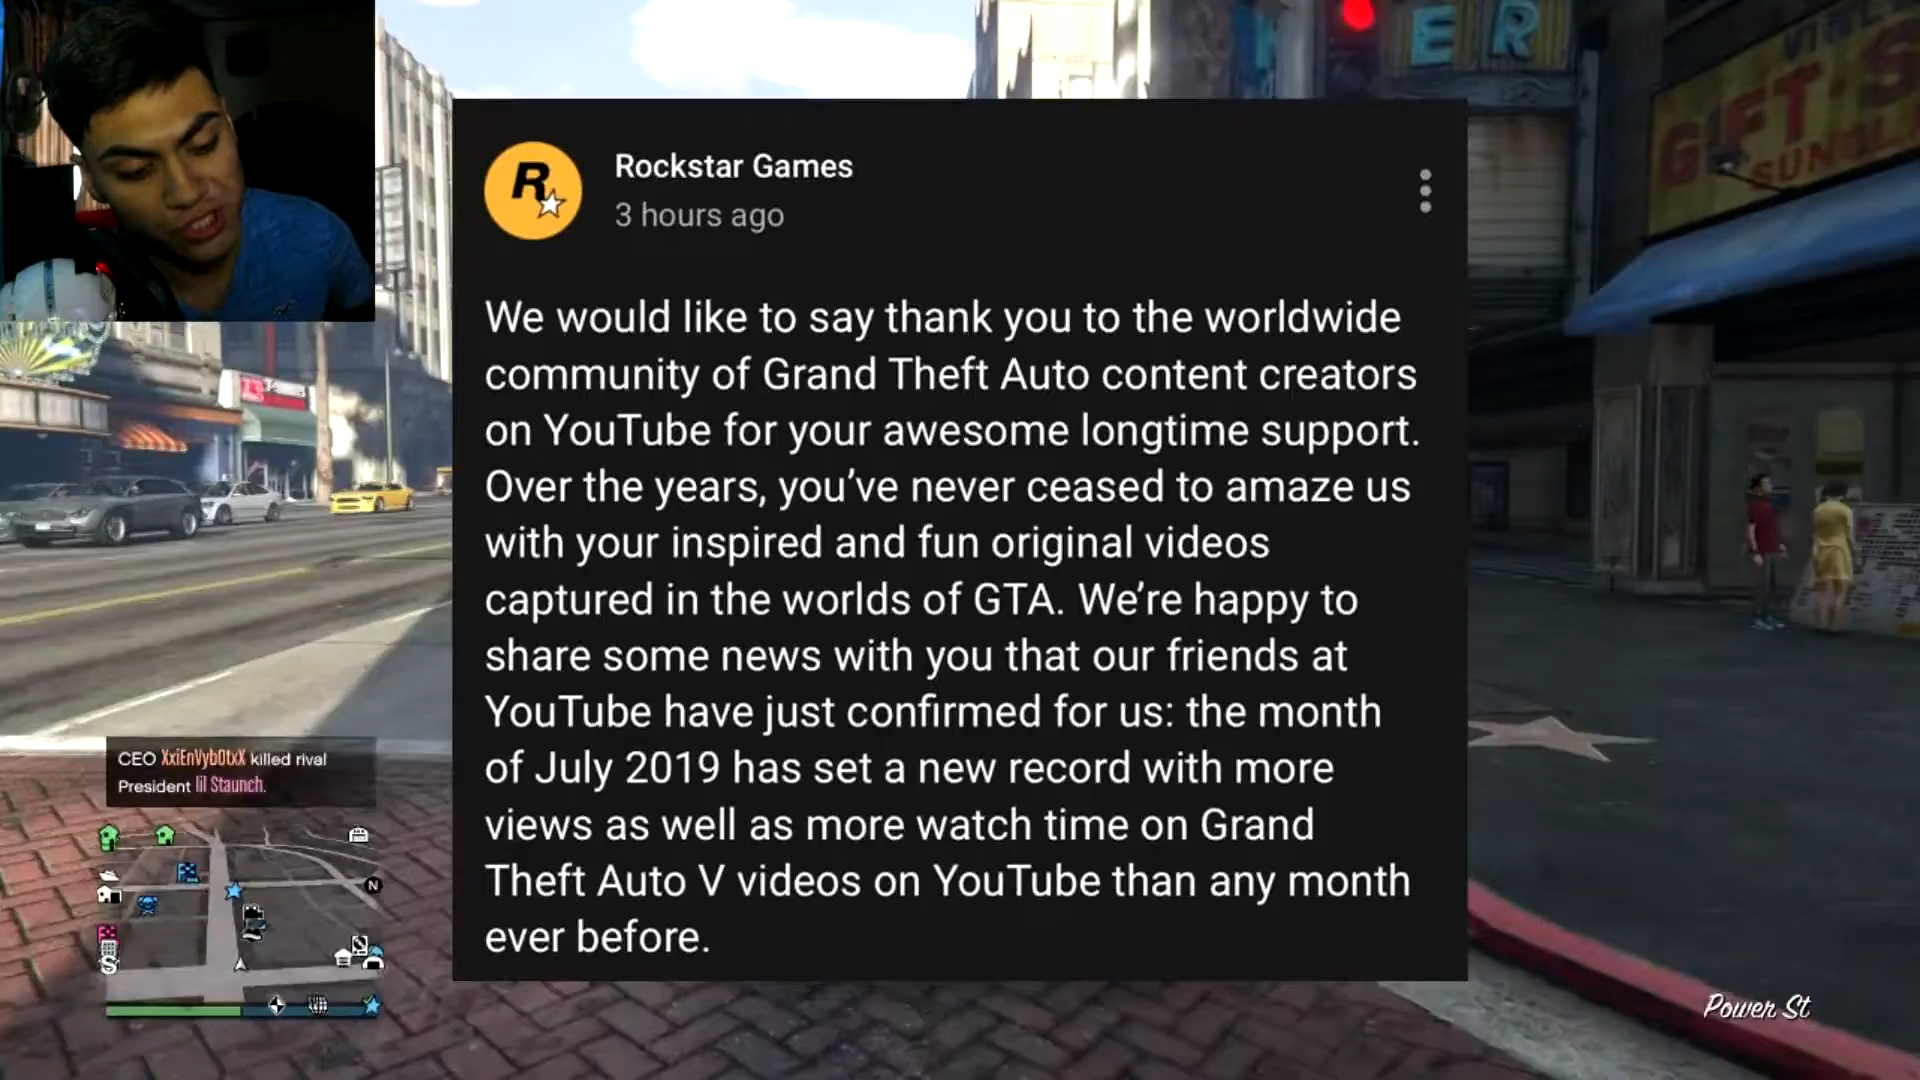 ER
GIFT S
Rockstar Games
3 hours ago
We would like to say thank you to the worldwide
community of Grand Theft Auto content creators
on YouTube for your awesome longtime support.
Over the years, you’ve never ceased to amaze us
with your inspired and fun original videos
captured in the worlds of GTA. We’re happy to
share some news with you that our friends at
YouTube have just confirmed for us: the month
of July 2019 has set a new record with more
views as well as more watch time on Grand
Theft Auto V videos on YouTube than any month
ever before.
CEO XxiEnVybOtxX killed rival
President lil Staunch.
N
Power St